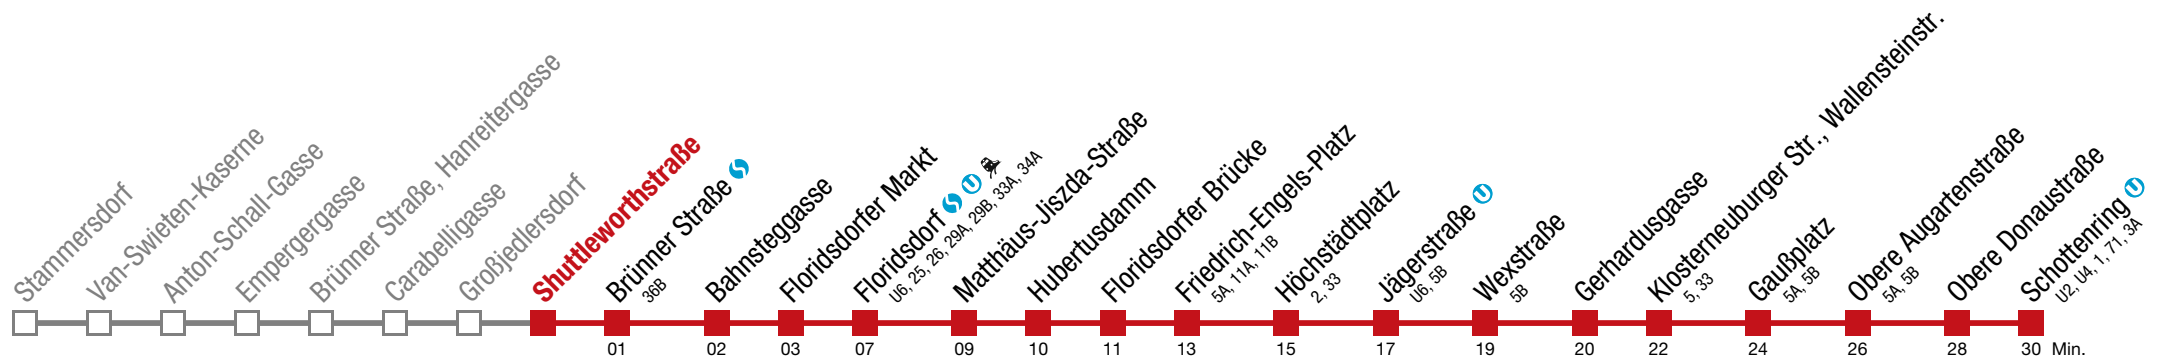 Stammersdorf
Van-Swieten-Kaserne
Anton-Schall-Gasse
Empergergasse
Brünner Straße, Hanreitergasse
Carabelligasse
Großjedlersdorf
Shuttleworthstraße
Brünner Straße
36B
Bahnsteggasse
Floridsdorfer Markt
Floridsdorf
U6, 25, 26, 29A, 29B, 33A, 34A
Matthäus-Jiszda-Straße
Hubertusdamm
Floridsdorfer Brücke
Friedrich-Engels-Platz
5A, 11A, 11B
Höchstädtplatz
2, 33
Jägerstraße
U6, 5B
Wexstraße
5B
Gerhardusgasse
Klosterneuburger Str., Wallensteinstr.
5, 33
Gaußplatz
5A, 5B
Obere Augartenstraße
5A, 5B
Obere Donaustraße
Schottenring
U2, U4, 1, 71, 3A
01 02 03 07 09 10 11 13 15 17 19 20 22 24 26 28 30 Min.